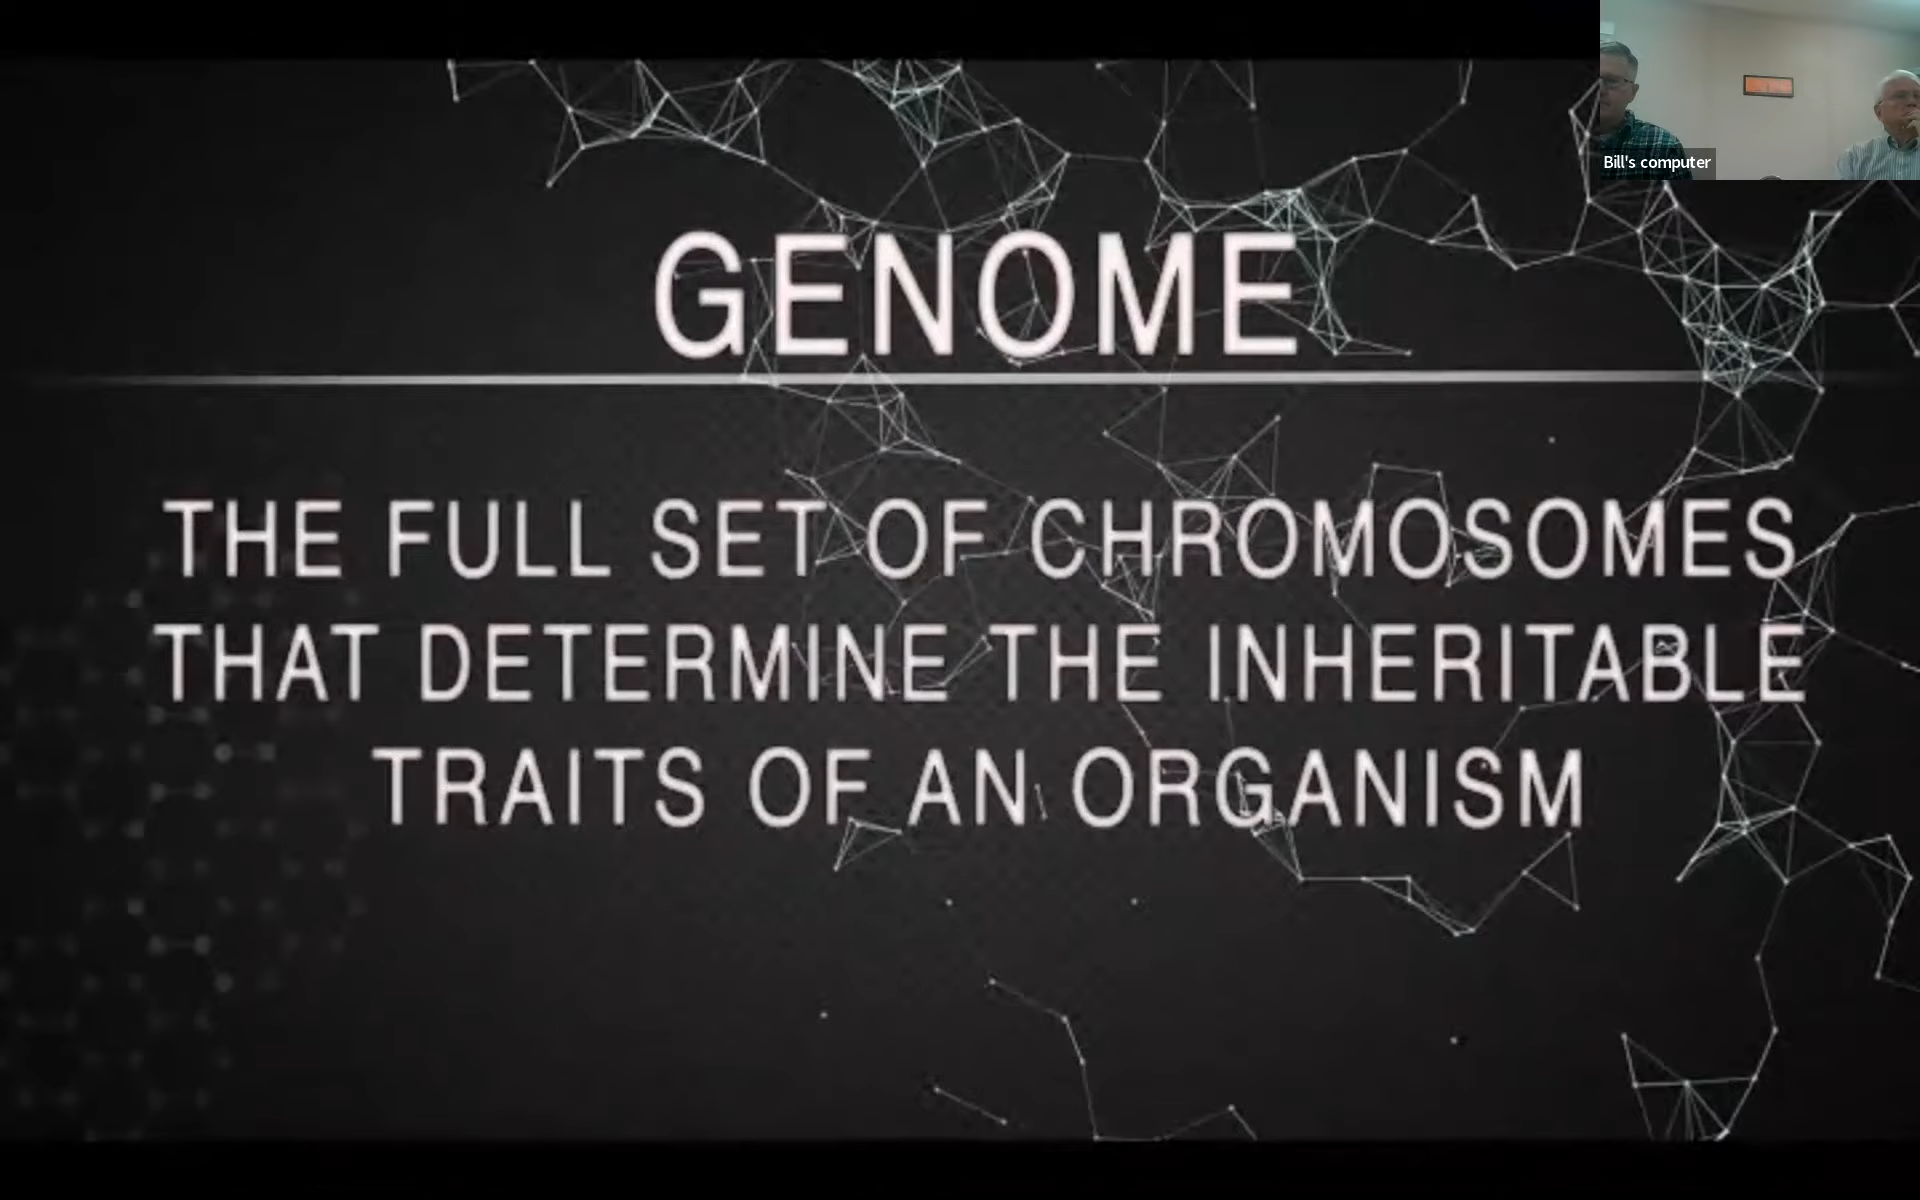 Bill's computer
GENOME
THE FULL SET OF CHROMOSOMES
THAT DETERMINE THE INHERITABLE
TRAITS OF AN ORGANISM